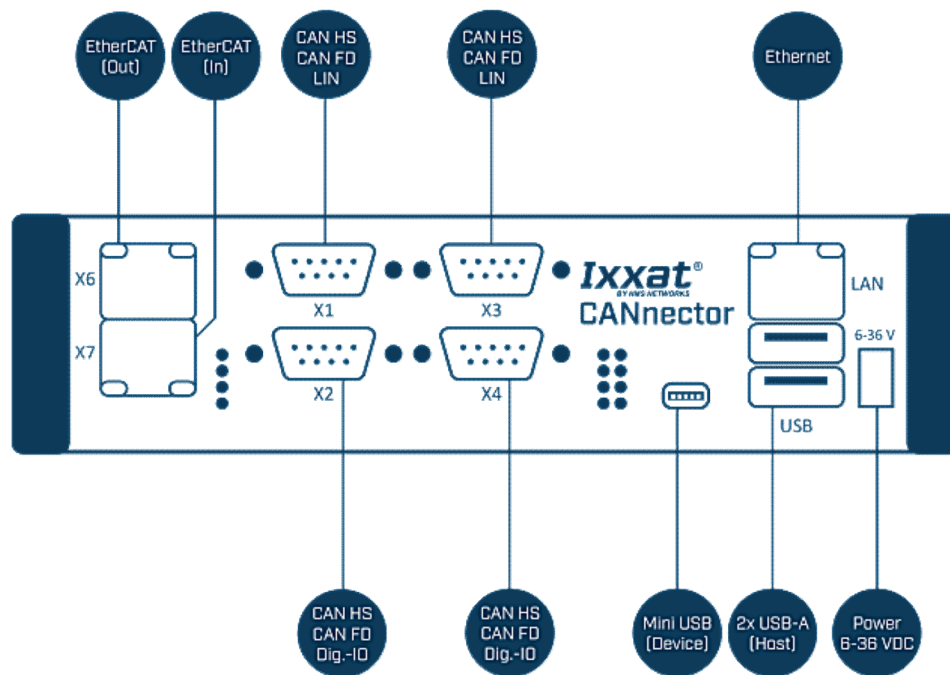 EtherCAT
(Out)
EtherCAT
(In)
CAN HS
CAN FD
LIN
CAN HS
CAN FD
LIN
Ethernet
X6
X7
X1
X3
X2
X4
Ixxat®
BY HMS NETWORKS
CANnector
LAN
6-36 V
USB
CAN HS
CAN FD
Dig.-IO
CAN HS
CAN FD
Dig.-IO
Mini USB
(Device)
2x USB-A
(Host)
Power
6-36 VDC